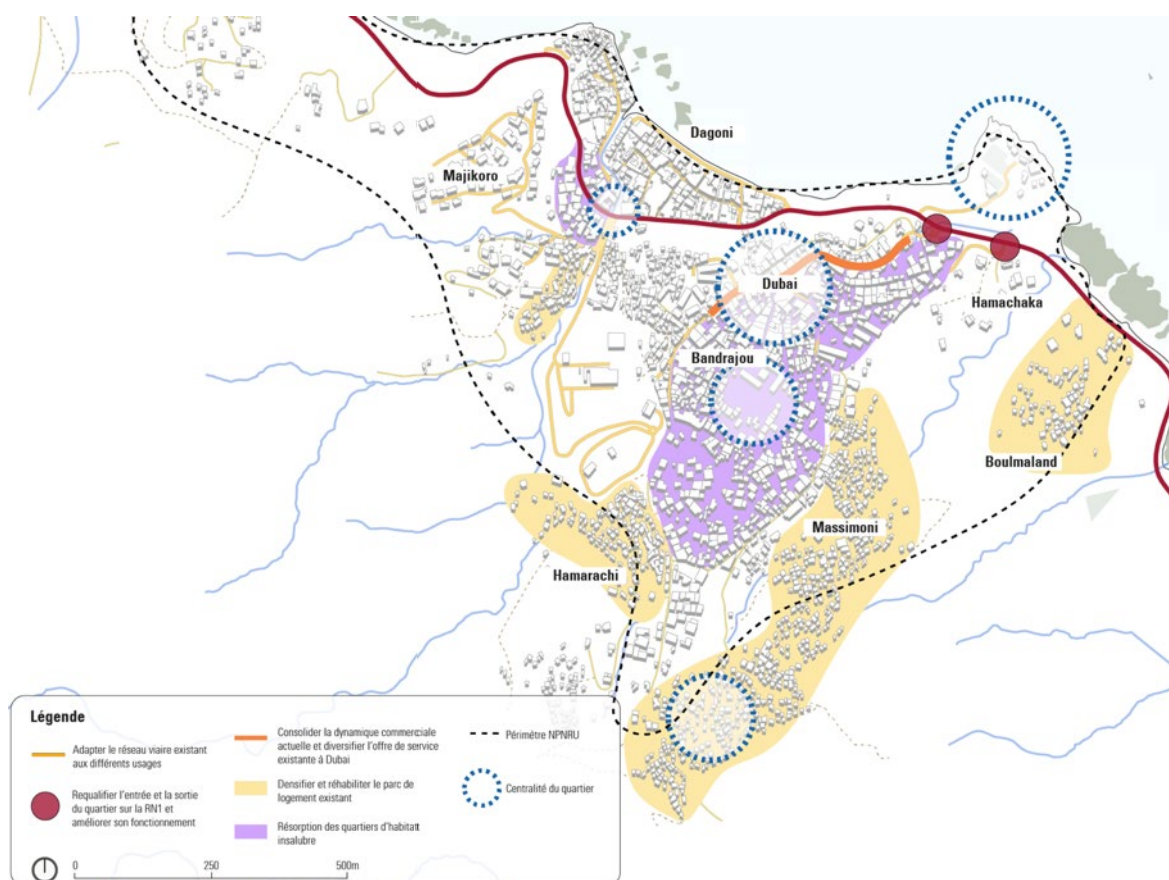 Dagoni
Majikoro
Dubai
Hamachaka
Bandrajou
Boulmaland
Massimoni
Hamarachi
Légende
Adapter le réseau viaire existant
aux différents usages
Requalifier l'entrée et la sortie
du quartier sur la RN1 et
améliorer son fonctionnement
Consolider la dynamique commerciale
actuelle et diversifier l'offre de service
existante à Dubai
Densifier et réhabiliter le parc de
logement existant
Résorption des quartiers d'habitat
insalubre
Périmètre NPNRU
Centralité du quartier
0 250 500m